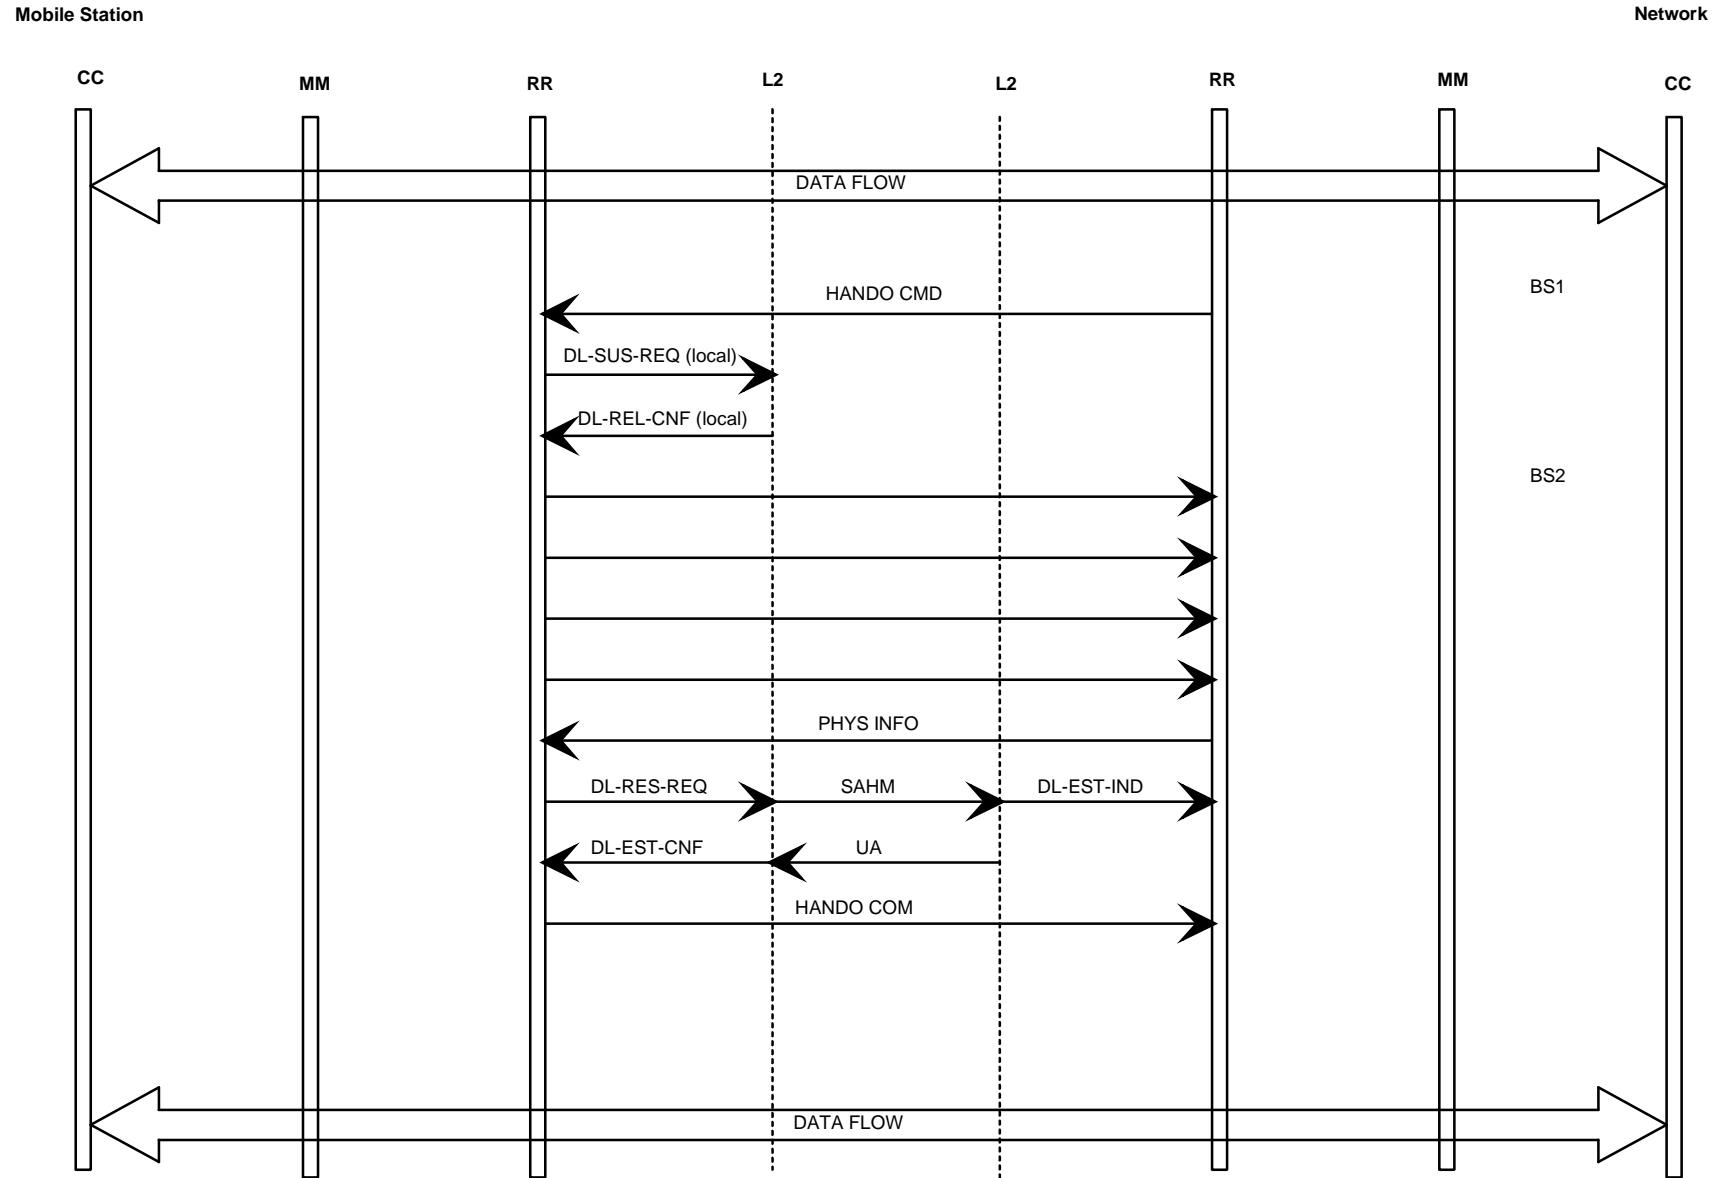 Mobile Station
Network
CC
MM
RR
L2
L2
RR
MM
CC
DATA FLOW
BS1
HANDO CMD
DL-SUS-REQ (local)
DL-REL-CNF (local)
BS2
PHYS INFO
DL-RES-REQ
SAHM
DL-EST-IND
DL-EST-CNF
UA
HANDO COM
DATA FLOW